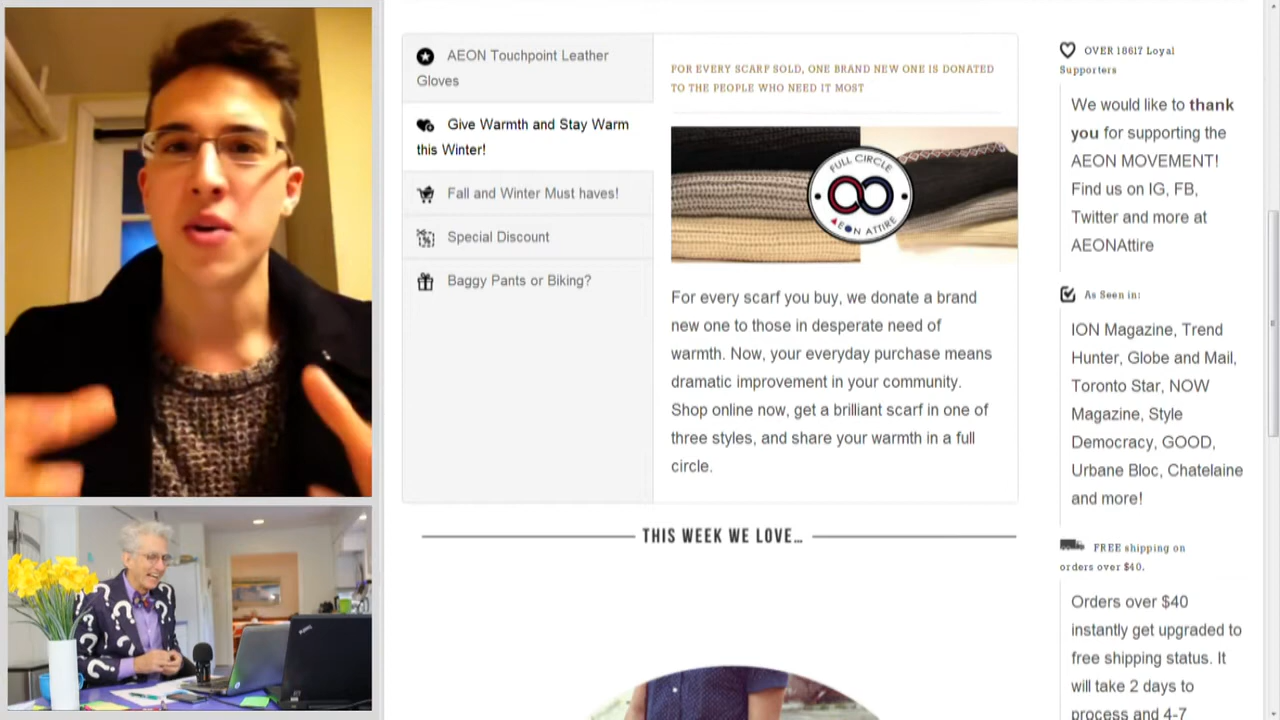 AEON Touchpoint Leather
Gloves
Give Warmth and Stay Warm
this Winter!
Fall and Winter Must haves!
Special Discount
Baggy Pants or Biking?
FOR EVERY SCARF SOLD, ONE BRAND NEW ONE IS DONATED
TO THE PEOPLE WHO NEED IT MOST
FULL CIRCLE
AEON ATTIRE
For every scarf you buy, we donate a brand
new one to those in desperate need of
warmth. Now, your everyday purchase means
dramatic improvement in your community.
Shop online now, get a brilliant scarf in one of
three styles, and share your warmth in a full
circle.
THIS WEEK WE LOVE...
OVER 18617 Loyal
Supporters
We would like to thank
you for supporting the
AEON MOVEMENT!
Find us on IG, FB,
Twitter and more at
AEONAttire
As Seen in:
ION Magazine, Trend
Hunter, Globe and Mail,
Toronto Star, NOW
Magazine, Style
Democracy, GOOD,
Urbane Bloc, Chatelaine
and more!
FREE shipping on
orders over $40.
Orders over $40
instantly get upgraded to
free shipping status. It
will take 2 days to
process and 4-7